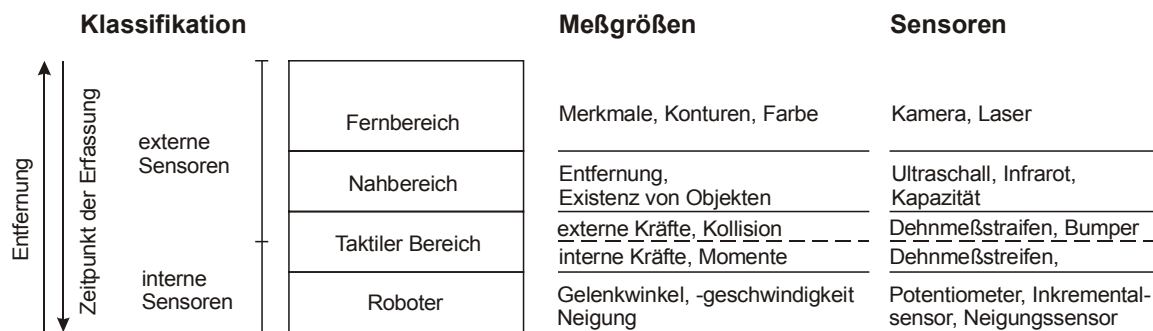 Klassifikation
Meßgrößen
Sensoren
Entfernung
Zeitpunkt der Erfassung
externe
Sensoren
interne
Sensoren
Fernbereich
Merkmale, Konturen, Farbe
Kamera, Laser
Nahbereich
Entfernung,
Existenz von Objekten
Ultraschall, Infrarot,
Kapazität
Taktiler Bereich
externe Kräfte, Kollision
Dehnmeßstraifen, Bumper
interne Kräfte, Momente
Dehnmeßstreifen,
Roboter
Gelenkwinkel, -geschwindigkeit
Neigung
Potentiometer, Inkremental-
sensor, Neigungssensor